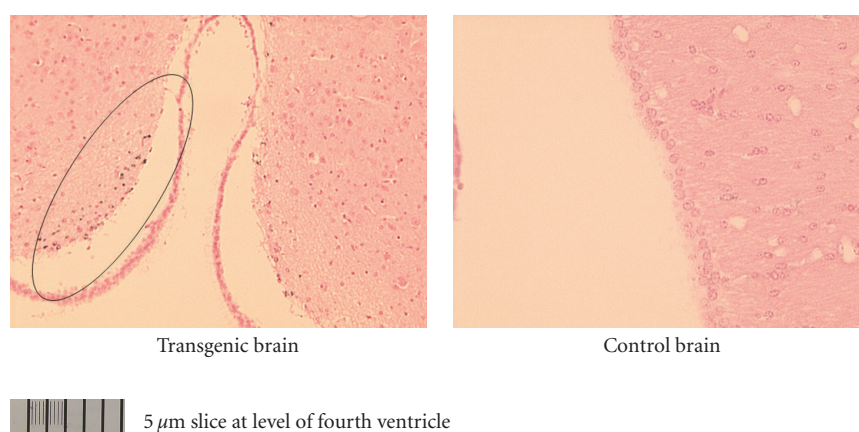 Transgenic brain
Control brain
5 μm slice at level of fourth ventricle